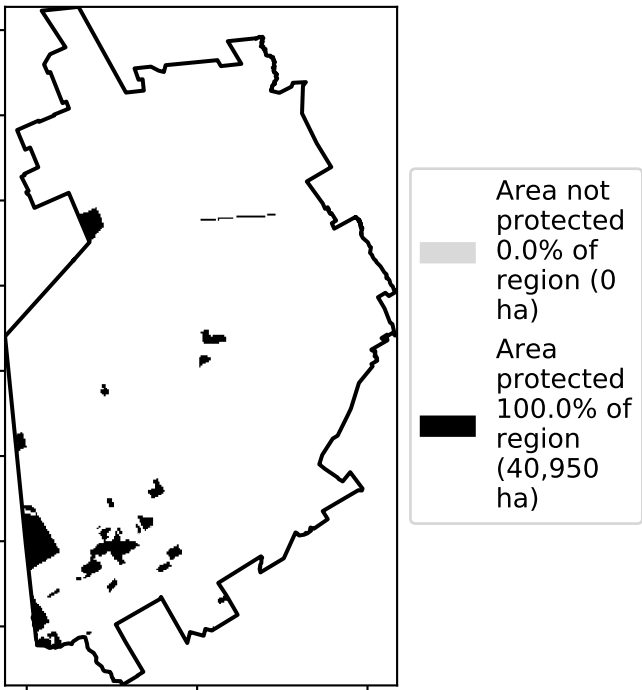 Area not
protected
0.0% of
region (0
ha)
Area
protected
100.0% of
region
(40,950
ha)